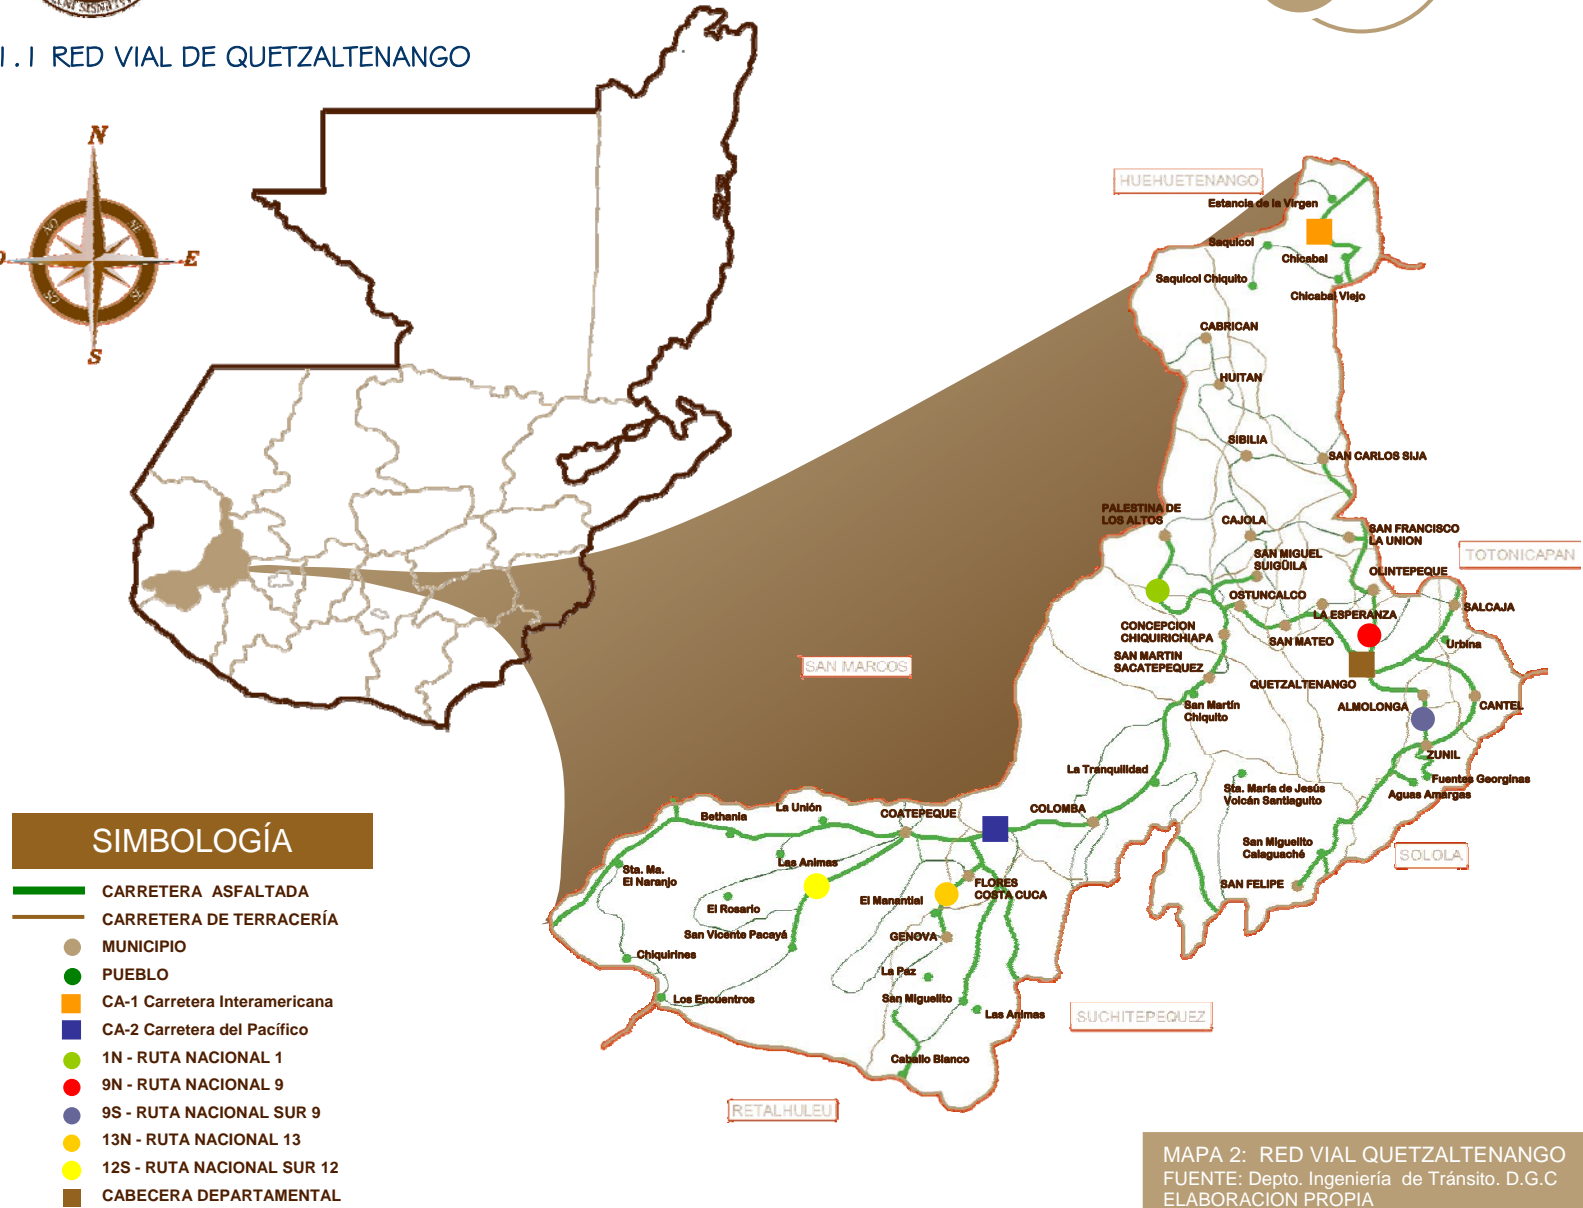 1.1 RED VIAL DE QUETZALTENANGO
N
E
S
NE
SE
SO
HUEHUETENANGO
Estancia de la Virgen
Saquicol
Chicabal
Saquicol Chiquito
Chicabal Viejo
CABRICAN
HUITAN
SIBILIA
SAN CARLOS SIJA
PALESTINA DE
LOS ALTOS
CAJOLA
SAN FRANCISCO
LA UNION
TOTONICAPAN
SAN MIGUEL
SUIGÜILA
OLINTEPEQUE
OSTUNCALCO
LA ESPERANZA
SALCAJA
CONCEPCION
CHIQUIRICHIAPA
SAN MATEO
Urbina
SAN MARCOS
SAN MARTIN
SACATEPEQUEZ
QUETZALTENANGO
ALMOLONGA
CANTEL
San Martín
Chiquito
ZUNIL
La Tranquilidad
Fuentes Georginas
Sta. María de Jesús
Volcán Santiaguito
Aguas Amargas
La Unión
Bethania
COATEPEQUE
COLOMBA
San Miguelito
Calaguaché
SOLOLA
Las Animas
Sta. Ma.
El Naranjo
SAN FELIPE
FLORES
COSTA CUCA
El Manantial
El Rosario
San Vicente Pacayá
GENOVA
Chiquirines
La Paz
Los Encuentros
San Miguelito
Las Animas
SUCHITEPEQUEZ
Caballo Blanco
RETALHULEU
SIMBOLOGÍA
CARRETERA ASFALTADA
CARRETERA DE TERRACERÍA
MUNICIPIO
PUEBLO
CA-1 Carretera Interamericana
CA-2 Carretera del Pacífico
1N - RUTA NACIONAL 1
9N - RUTA NACIONAL 9
9S - RUTA NACIONAL SUR 9
13N - RUTA NACIONAL 13
12S - RUTA NACIONAL SUR 12
CABECERA DEPARTAMENTAL
MAPA 2: RED VIAL QUETZALTENANGO
FUENTE: Depto. Ingeniería de Tránsito. D.G.C
ELABORACION PROPIA